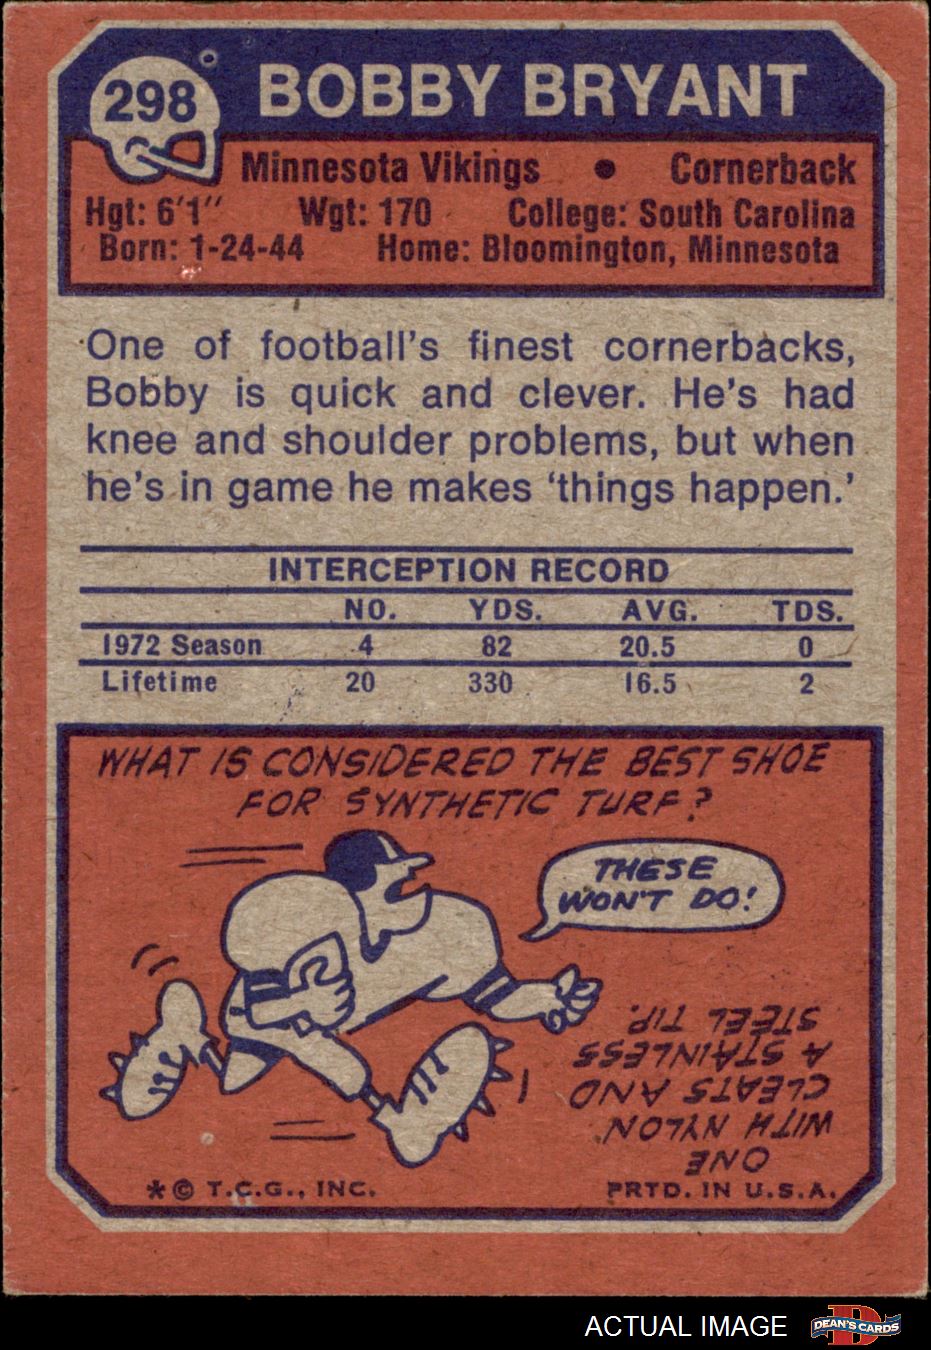 298 BOBBY BRYANT
Minnesota Vikings • Cornerback
Hgt: 6'1" Wgt: 170 College: South Carolina
Born: 1-24-44 Home: Bloomington, Minnesota
One of football's finest cornerbacks,
Bobby is quick and clever. He's had
knee and shoulder problems, but when
he's in game he makes 'things happen.'
INTERCEPTION RECORD
NO. YDS. AVG. TDS.
1972 Season 4 82 20.5 0
Lifetime 20 330 16.5 2
WHAT IS CONSIDERED THE BEST SHOE
FOR SYNTHETIC TURF?
THESE
WON'T DO!
ONE
WITH NYLON
CLEATS AND
A STAINLESS
STEEL TIP.
* © T.C.G., INC. PRTD. IN U.S.A.
ACTUAL IMAGE
D
DEAN'S CARDS